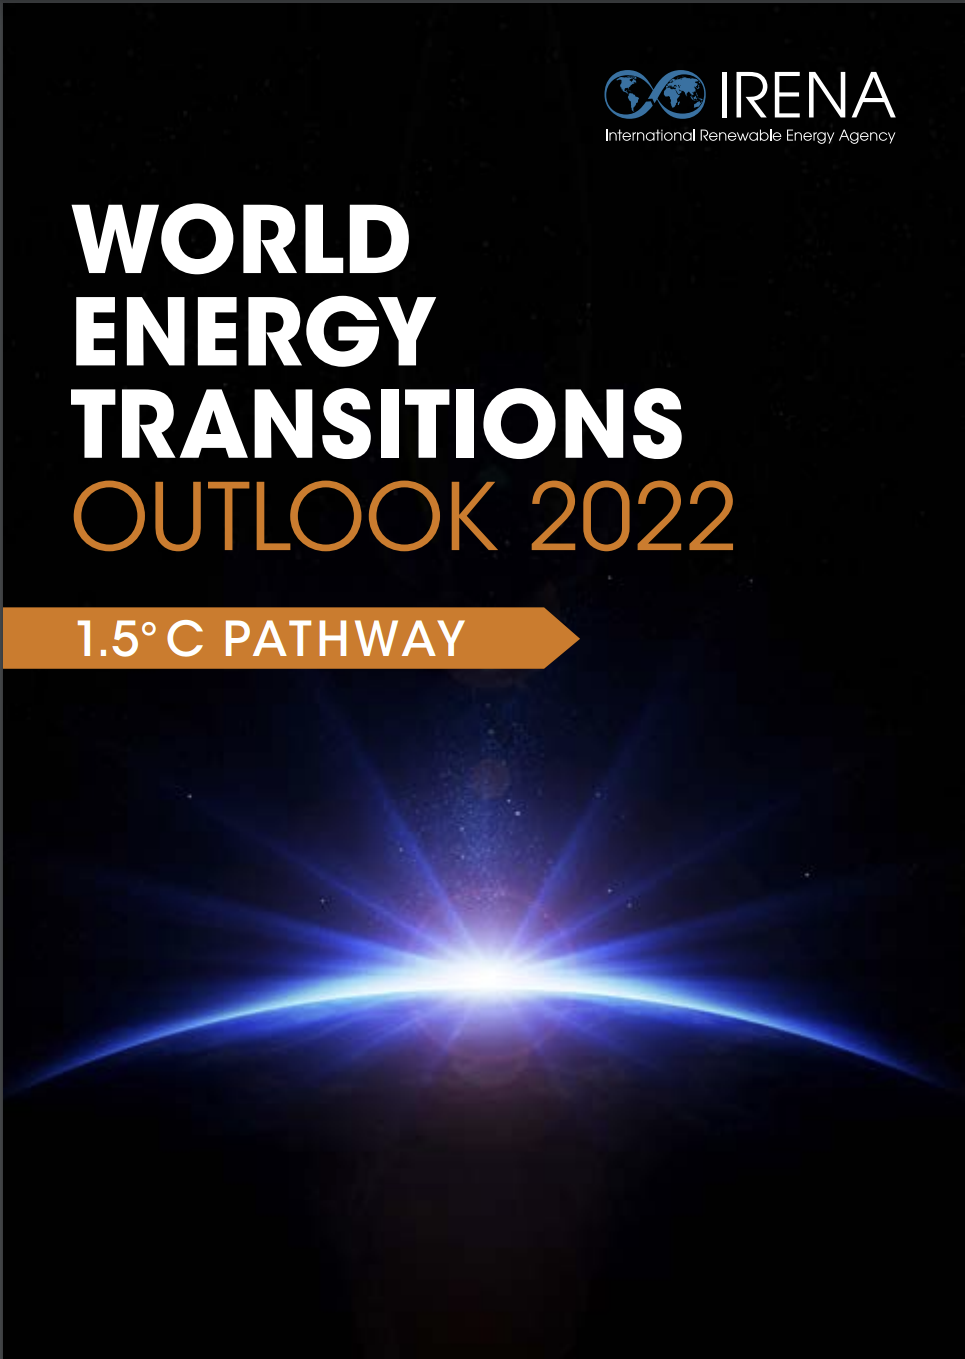 IRENA
International Renewable Energy Agency
WORLD
ENERGY
TRANSITIONS
OUTLOOK 2022
1.5° C PATHWAY